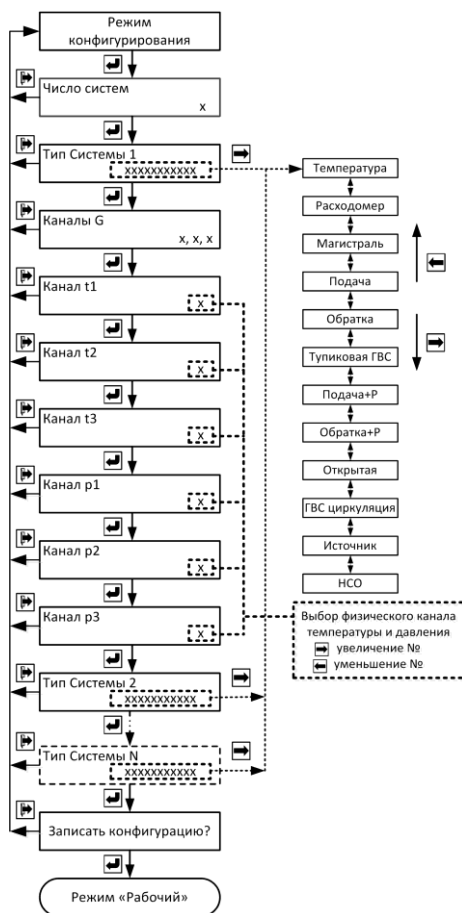 Режим
конфигурирования
Число систем
x
Тип Системы 1
xxxxxxxxxxx
Каналы G
x, x, x
Канал t1
x
Канал t2
x
Канал t3
x
Канал p1
x
Канал p2
x
Канал p3
x
Тип Системы 2
xxxxxxxxxxx
Тип Системы N
xxxxxxxxxxx
Записать конфигурацию?
Режим «Рабочий»
Температура
Расходомер
Магистраль
Подача
Обратка
Тупиковая ГВС
Подача+Р
Обратка+Р
Открытая
ГВС циркуляция
Источник
НСО
Выбор физического канала
температуры и давления
увеличение №
уменьшение №